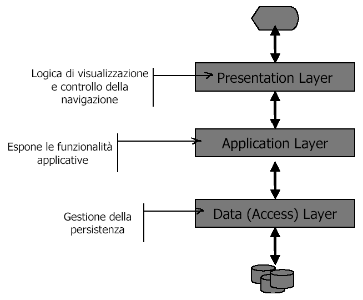 Logica di visualizzazione
e controllo della
navigazione
Presentation Layer
Espone le funzionalità
applicative
Application Layer
Gestione della
persistenza
Data (Access) Layer